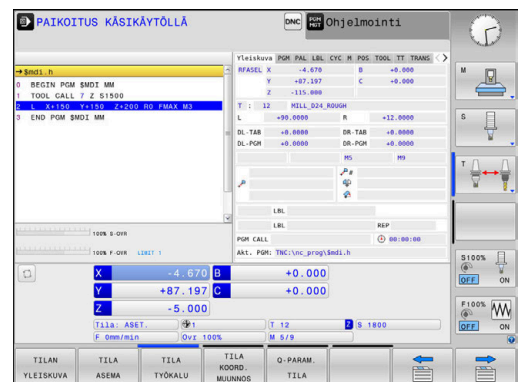 PAIKOITUS KÄSIKÄYTÖLLÄ
DNC
PGM MGT
Ohjelmointi
→$mdi.h
0 BEGIN PGM $MDI MM
1 TOOL CALL 7 Z S1500
2 L X+150 Y+150 Z+200 R0 FMAX M3
3 END PGM $MDI MM
100% S-OVR
100% F-OVR LIMIT 1
Yleiskuva PGM PAL LBL CYC M POS TOOL TT TRANS
RFASEL X -4.670 B +0.000
Y +87.197 C +0.000
Z -115.000
T : 12 MILL_D24_ROUGH
L +90.0000 R +12.0000
DL-TAB +0.0000 DR-TAB +0.0000
DL-PGM +0.0000 DR-PGM +0.0000
M5 M9
LBL
LBL REP
PGM CALL 00:00:00
Akt. PGM: TNC:\nc_prog\$mdi.h
X -4.670 B +0.000
Y +87.197 C +0.000
Z -5.000
Tila: ASET. 1 T 12 Z S 1800
F 0mm/min Ovr 100% M 5/9
M
S
T
S100%
OFF ON
F100%
OFF ON
TILAN YLEISKUVA
TILA ASEMA
TILA TYÖKALU
TILA KOORD. MUUNNOS
Q-PARAM. TILA